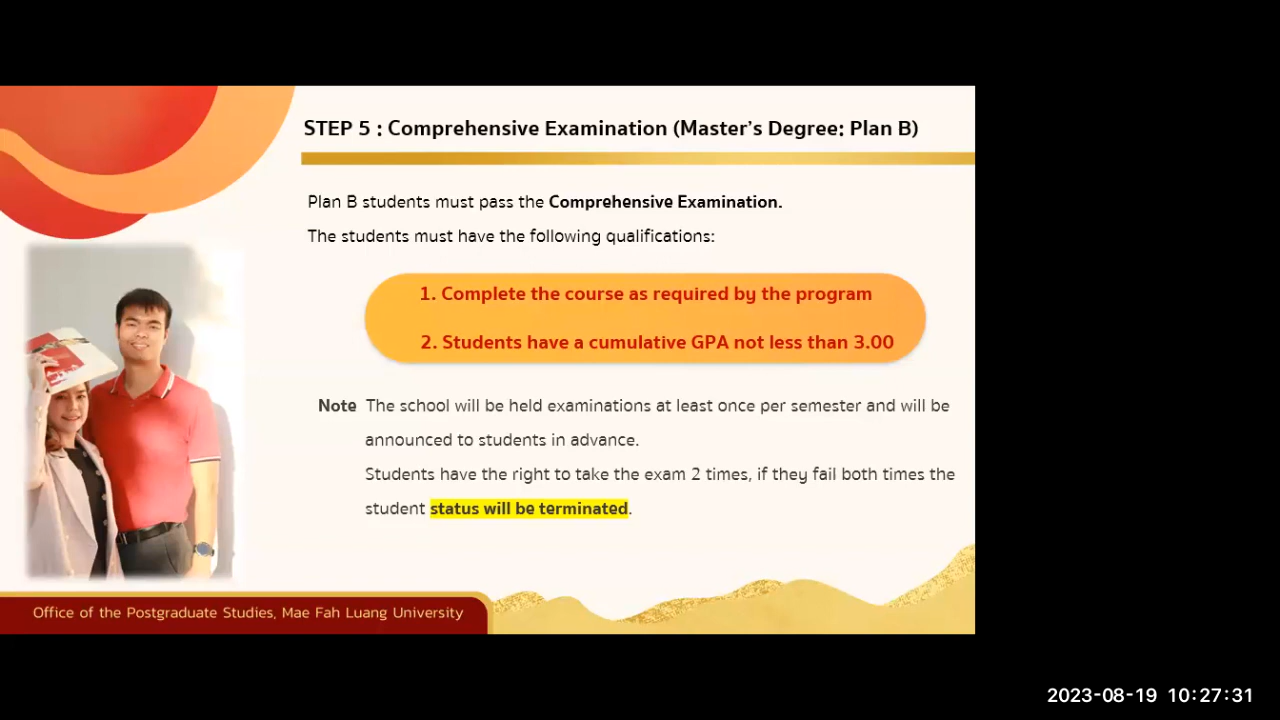 STEP 5 : Comprehensive Examination (Master's Degree: Plan B)
Plan B students must pass the Comprehensive Examination.
The students must have the following qualifications:
1. Complete the course as required by the program
2. Students have a cumulative GPA not less than 3.00
Note The school will be held examinations at least once per semester and will be
announced to students in advance.
Students have the right to take the exam 2 times, if they fail both times the
student status will be terminated.
Office of the Postgraduate Studies, Mae Fah Luang University
2023-08-19 10:27:31